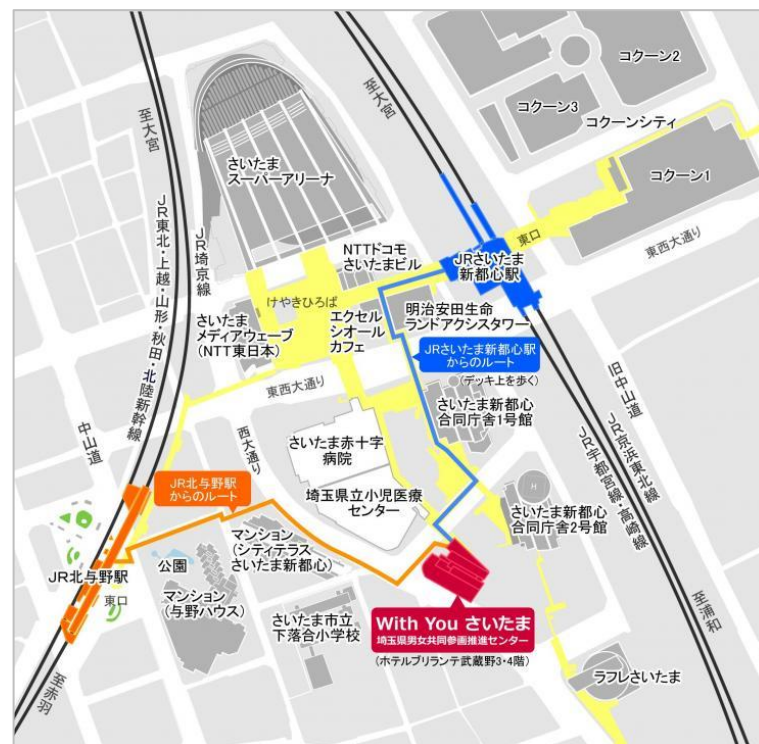 コクーン2
コクーン3
コクーンシティ
コクーン1
至大宮
至大宮
さいたま
スーパーアリーナ
JR東北・上越・山形・秋田・北陸新幹線
JR埼京線
NTTドコモ
さいたまビル
JRさいたま
新都心駅
東口
東西大通り
けやきひろば
さいたま
メディアウェーブ
(NTT東日本)
エクセル
シオール
カフェ
明治安田生命
ランドアクシスタワー
JRさいたま新都心駅
からのルート
(デッキ上を歩く)
東西大通り
旧中山道
中山道
西大通り
さいたま新都心
合同庁舎1号館
さいたま赤十字
病院
JR京浜東北線
JR宇都宮線・高崎線
JR北与野駅
からのルート
埼玉県立小児医療
センター
H
さいたま新都心
合同庁舎2号館
マンション
(シティテラス
さいたま新都心)
JR北与野駅
公園
東口
マンション
(与野ハウス)
さいたま市立
下落合小学校
With You さいたま
埼玉県男女共同参画推進センター
(ホテルブリランテ武蔵野3・4階)
至浦和
至赤羽
ラフレさいたま